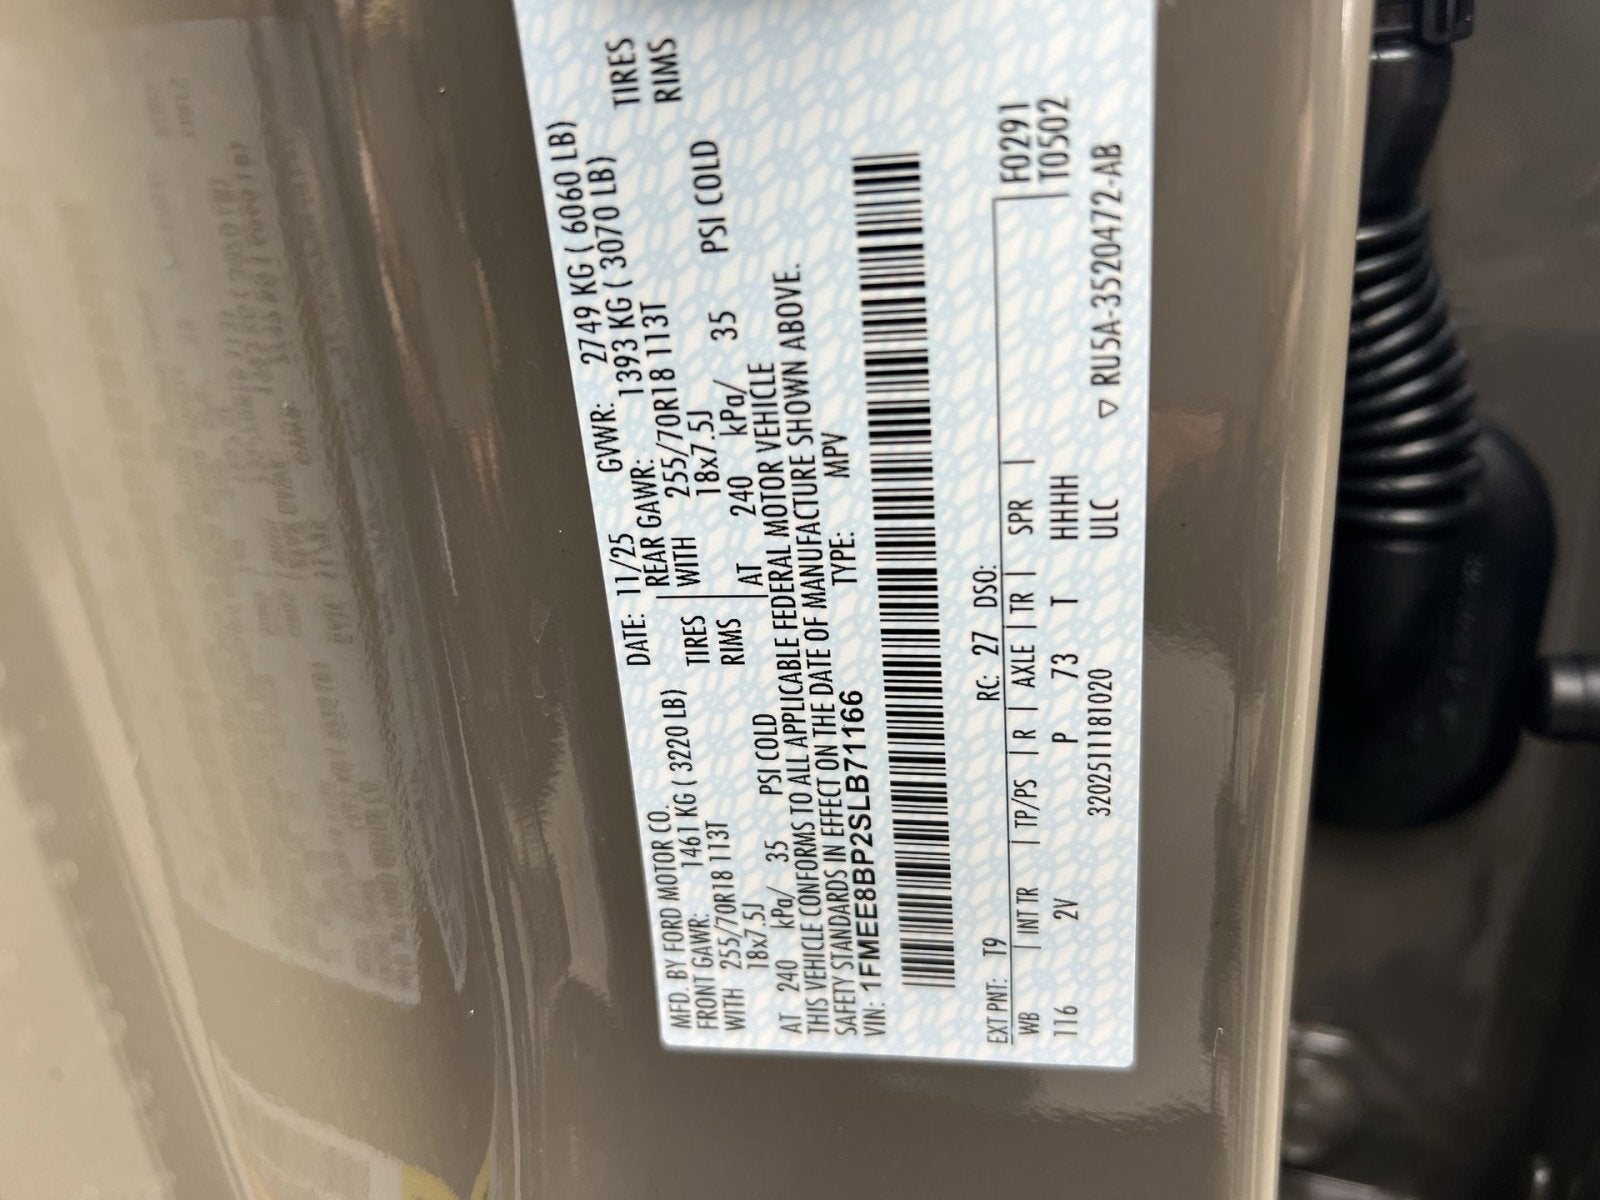 MFD. BY FORD MOTOR CO. DATE: 11/25 GVWR: 2749 KG ( 6060 LB)
FRONT GAWR: 1461 KG ( 3220 LB) REAR GAWR: 1393 KG ( 3070 LB)
WITH 255/70R18 113T TIRES WITH 255/70R18 113T TIRES
18x7.5J RIMS 18x7.5J RIMS
AT 240 kPa/ 35 PSI COLD AT 240 kPa/ 35 PSI COLD
THIS VEHICLE CONFORMS TO ALL APPLICABLE FEDERAL MOTOR VEHICLE
SAFETY STANDARDS IN EFFECT ON THE DATE OF MANUFACTURE SHOWN ABOVE.
VIN: 1FMEE8BP2SLB71166 TYPE: MPV
EXT PNT: T9 RC: 27 DSO: F0291
WB INT TR TP/PS R AXLE TR SPR T0502
116 2V P 73 T HHHH
3202511181020 ULC ▽ RU5A-3520472-AB